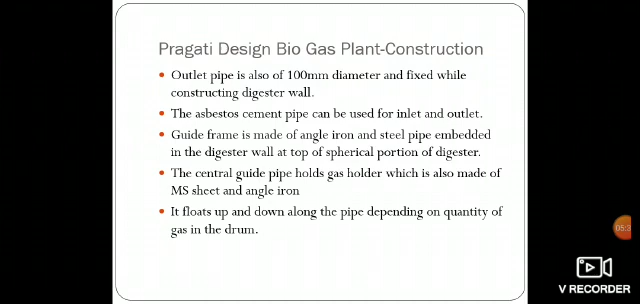 Pragati Design Bio Gas Plant-Construction
Outlet pipe is also of 100mm diameter and fixed while
constructing digester wall.
The asbestos cement pipe can be used for inlet and outlet.
Guide frame is made of angle iron and steel pipe embedded
in the digester wall at top of spherical portion of digester.
The central guide pipe holds gas holder which is also made of
MS sheet and angle iron
It floats up and down along the pipe depending on quantity of
gas in the drum.
V RECORDER